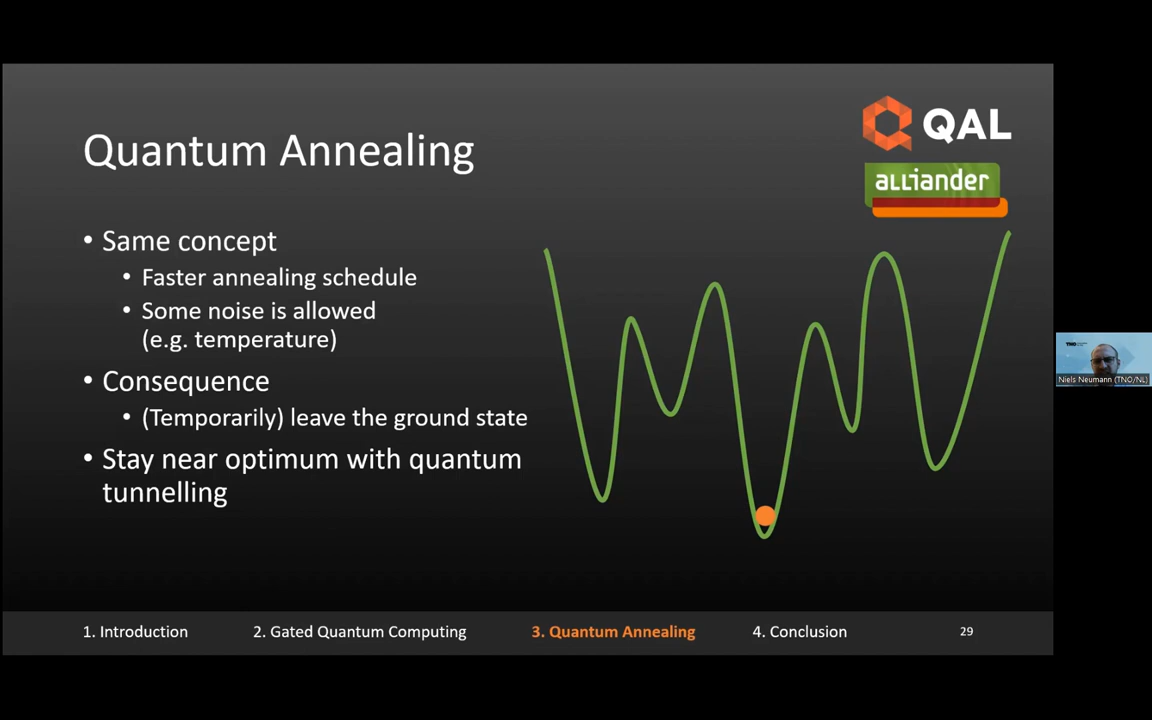 Quantum Annealing
QAL
alliander
• Same concept
• Faster annealing schedule
• Some noise is allowed
(e.g. temperature)
• Consequence
• (Temporarily) leave the ground state
• Stay near optimum with quantum
tunnelling
TNO
Niels Neumann (TNO/NL)
1. Introduction
2. Gated Quantum Computing
3. Quantum Annealing
4. Conclusion
29